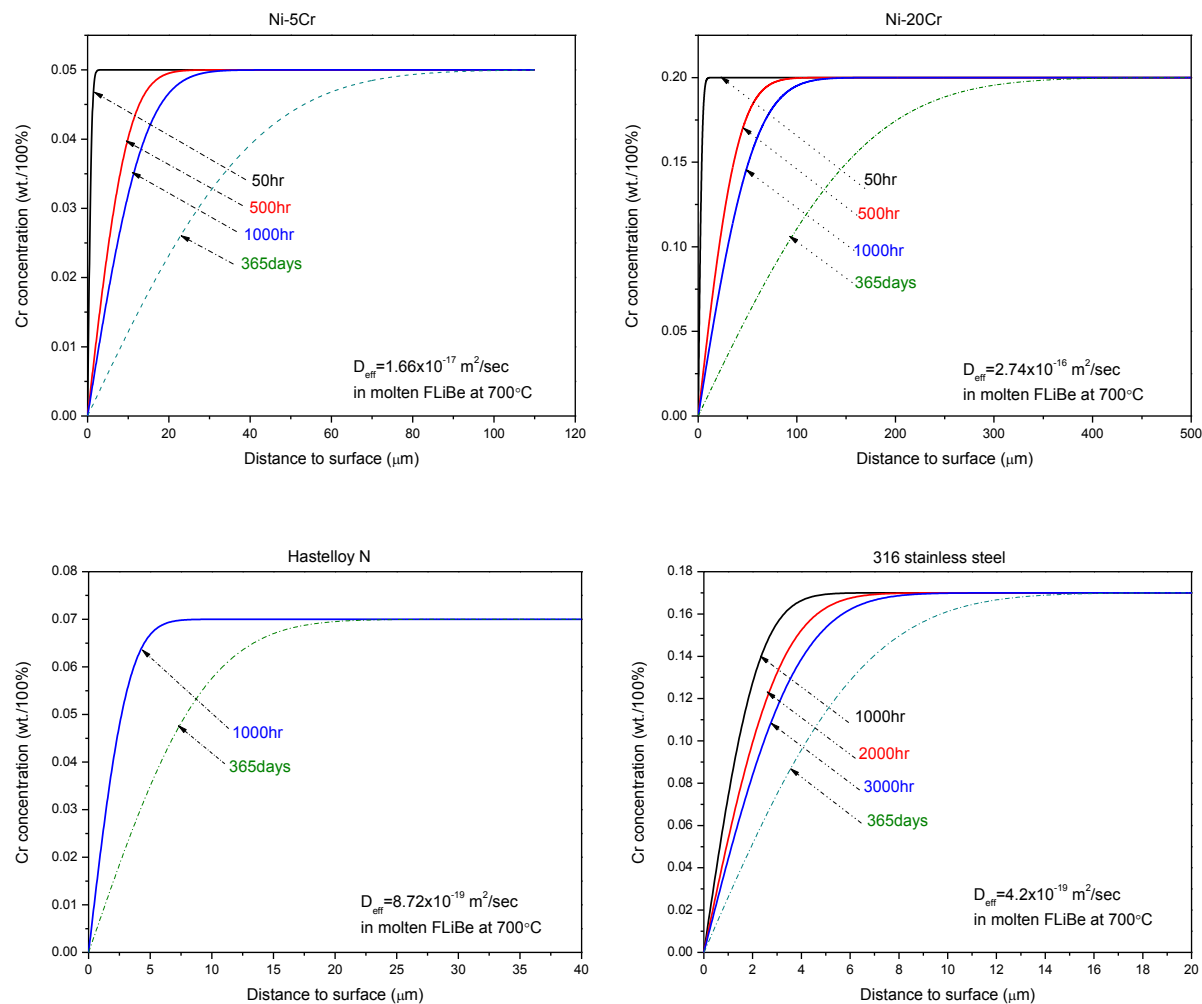 Ni-5Cr
0.05
0.04
0.03
0.02
0.01
0.00
Cr concentration (wt./100%)
50hr
500hr
1000hr
365days
D_eff=1.66x10^-17 m^2/sec
in molten FLiBe at 700°C
0 20 40 60 80 100 120
Distance to surface (μm)
Ni-20Cr
0.20
0.15
0.10
0.05
0.00
Cr concentration (wt./100%)
50hr
500hr
1000hr
365days
D_eff=2.74x10^-16 m^2/sec
in molten FLiBe at 700°C
0 100 200 300 400 500
Distance to surface (μm)
Hastelloy N
0.08
0.07
0.06
0.05
0.04
0.03
0.02
0.01
0.00
Cr concentration (wt./100%)
1000hr
365days
D_eff=8.72x10^-19 m^2/sec
in molten FLiBe at 700°C
0 5 10 15 20 25 30 35 40
Distance to surface (μm)
316 stainless steel
0.18
0.16
0.14
0.12
0.10
0.08
0.06
0.04
0.02
0.00
Cr concentration (wt./100%)
1000hr
2000hr
3000hr
365days
D_eff=4.2x10^-19 m^2/sec
in molten FLiBe at 700°C
0 2 4 6 8 10 12 14 16 18 20
Distance to surface (μm)